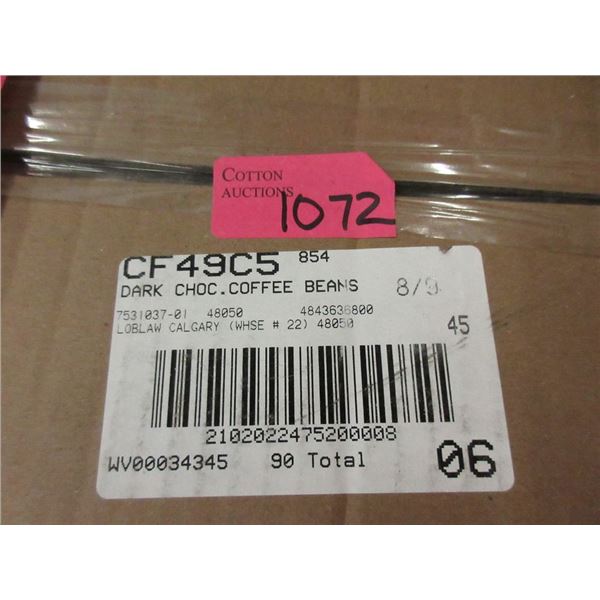 COTTON
AUCTIONS
1072
CF49C5 854
DARK CHOC.COFFEE BEANS 8/9
7531037-01 48050 4843636800
LOBLAW CALGARY (WHSE # 22) 48050 45
21020222475200008
WV00034345 90 Total 06